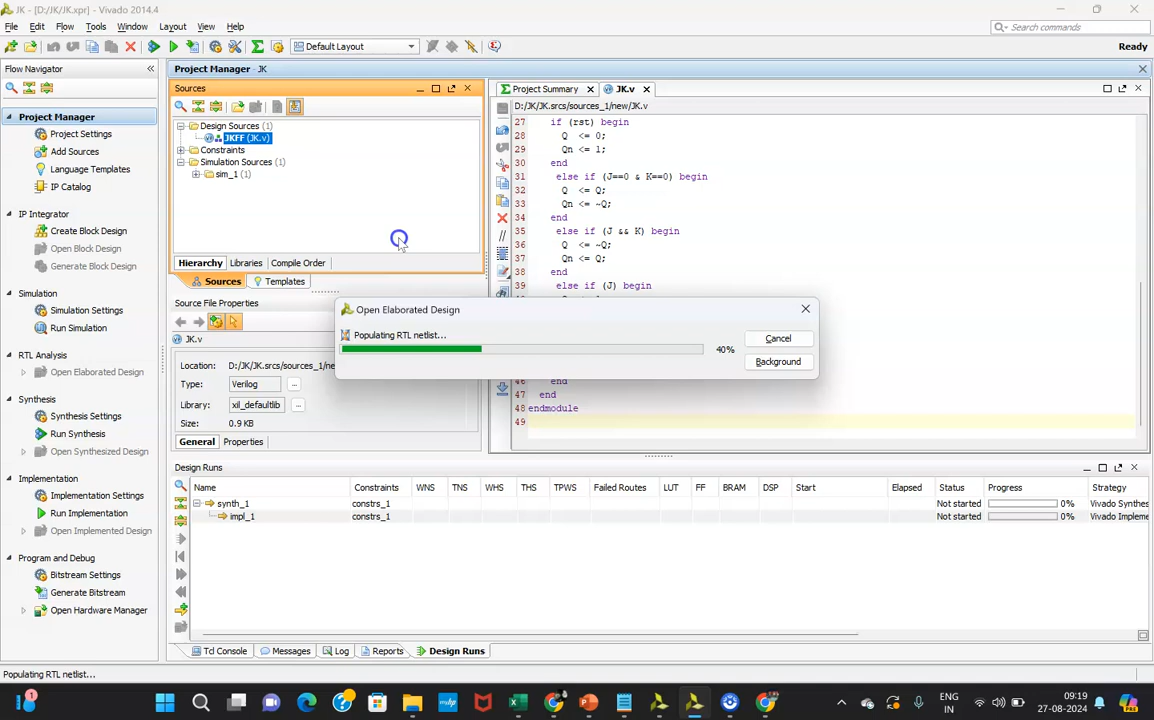 JK - [D:/JK/JK.xpr] - Vivado 2014.4
File Edit Flow Tools Window Layout View Help
Search commands
Default Layout
Ready
Flow Navigator
Project Manager
Project Settings
Add Sources
Language Templates
IP Catalog
IP Integrator
Create Block Design
Open Block Design
Generate Block Design
Simulation
Simulation Settings
Run Simulation
RTL Analysis
Open Elaborated Design
Synthesis
Synthesis Settings
Run Synthesis
Open Synthesized Design
Implementation
Implementation Settings
Run Implementation
Open Implemented Design
Program and Debug
Bitstream Settings
Generate Bitstream
Open Hardware Manager
Project Manager - JK
Sources
Design Sources (1)
JKFF (JK.v)
Constraints
Simulation Sources (1)
sim_1 (1)
Hierarchy Libraries Compile Order
Sources Templates
Source File Properties
JK.v
Location: D:/JK/JK.srcs/sources_1/ne
Type: Verilog ...
Library: xil_defaultlib ...
Size: 0.9 KB
General Properties
Project Summary JK.v
D:/JK/JK.srcs/sources_1/new/JK.v
27 if (rst) begin
28 Q <= 0;
29 Qn <= 1;
30 end
31 else if (J==0 & K==0) begin
32 Q <= Q;
33 Qn <= ~Q;
34 end
35 else if (J && K) begin
36 Q <= ~Q;
37 Qn <= Q;
38 end
39 else if (J) begin
46 end
47 end
48 endmodule
49
Open Elaborated Design
Populating RTL netlist...
40%
Cancel
Background
Design Runs
Name Constraints WNS TNS WHS THS TPWS Failed Routes LUT FF BRAM DSP Start Elapsed Status Progress Strategy
synth_1 constrs_1 Not started 0% Vivado Synthes
impl_1 constrs_1 Not started 0% Vivado Impleme
Tcl Console Messages Log Reports Design Runs
Populating RTL netlist...
1
ENG
IN
09:19
27-08-2024